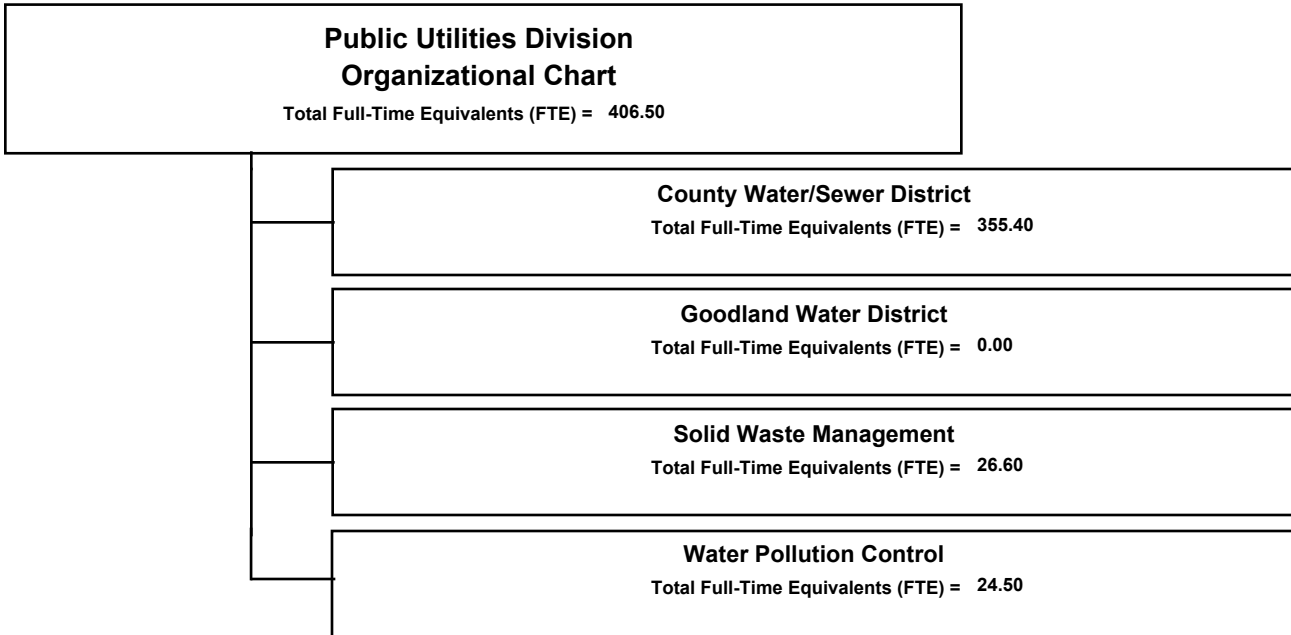 Public Utilities Division
Organizational Chart
Total Full-Time Equivalents (FTE) = 406.50
County Water/Sewer District
Total Full-Time Equivalents (FTE) = 355.40
Goodland Water District
Total Full-Time Equivalents (FTE) = 0.00
Solid Waste Management
Total Full-Time Equivalents (FTE) = 26.60
Water Pollution Control
Total Full-Time Equivalents (FTE) = 24.50